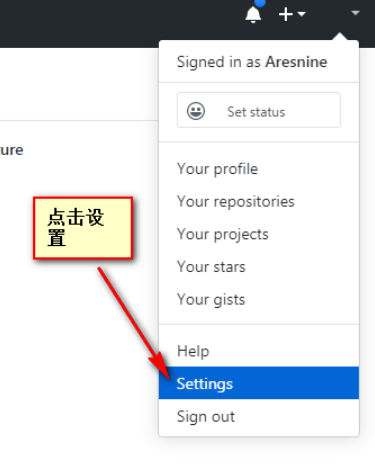 Signed in as Aresnine
Set status
ture
Your profile
Your repositories
点击设
置
Your projects
Your stars
Your gists
Help
Settings
Sign out